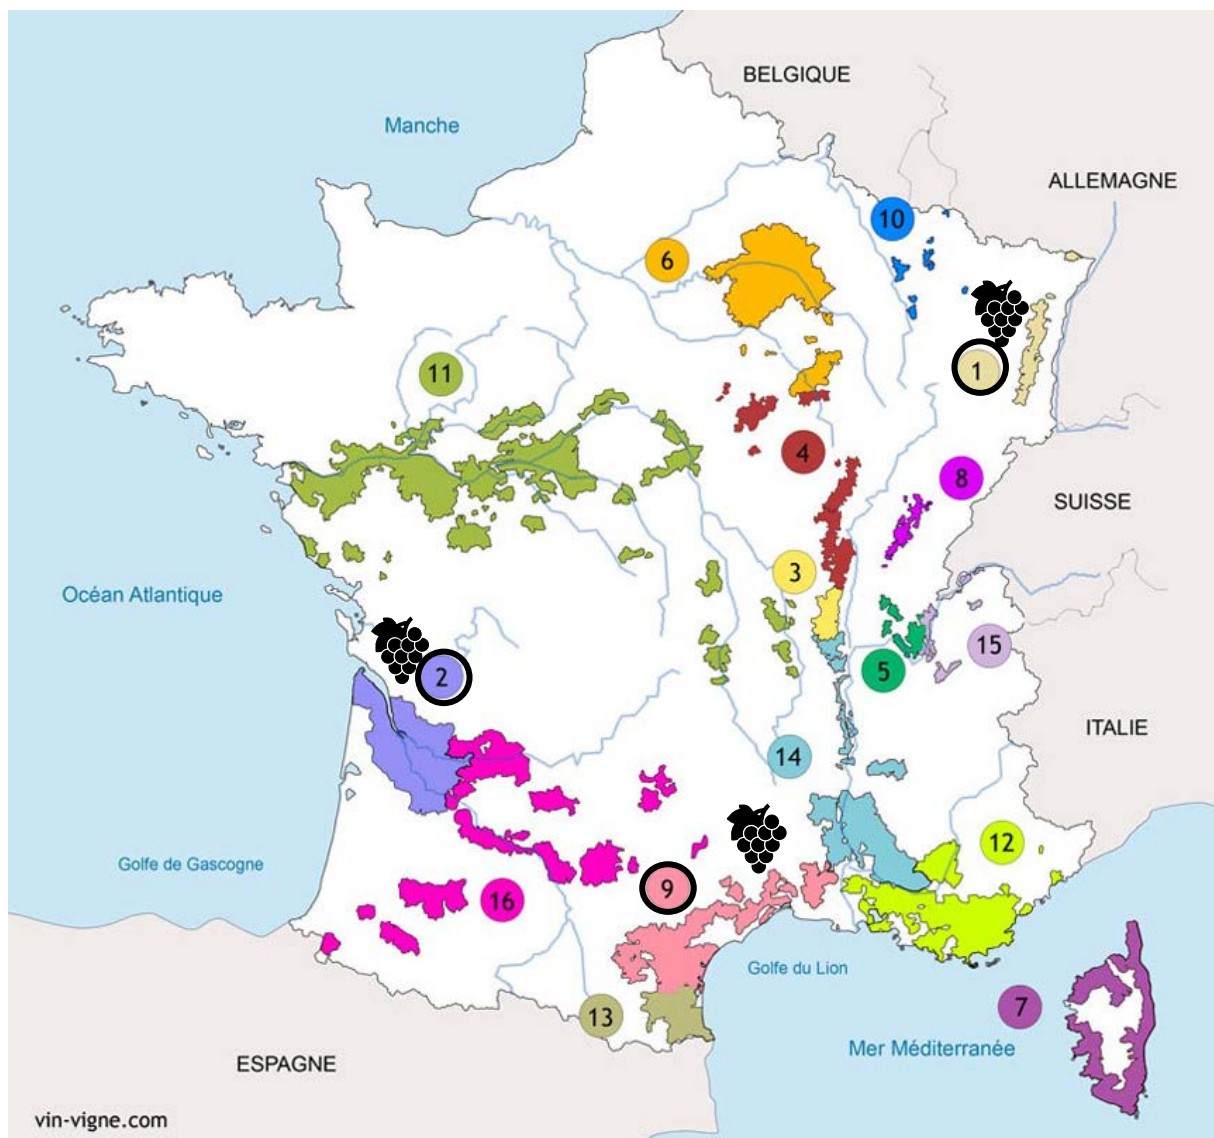 BELGIQUE
Manche
ALLEMAGNE
10
6
11
1
4
8
SUISSE
3
Océan Atlantique
15
2
5
ITALIE
14
12
Golfe de Gascogne
9
16
Golfe du Lion
7
13
Mer Méditerranée
ESPAGNE
vin-vigne.com